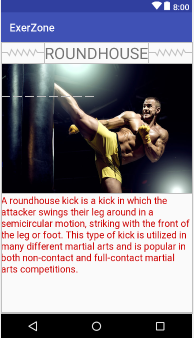 8:00
ExerZone
ROUNDHOUSE
A roundhouse kick is a kick in which the
attacker swings their leg around in a
semicircular motion, striking with the front of
the leg or foot. This type of kick is utilized in
many different martial arts and is popular in
both non-contact and full-contact martial
arts competitions.